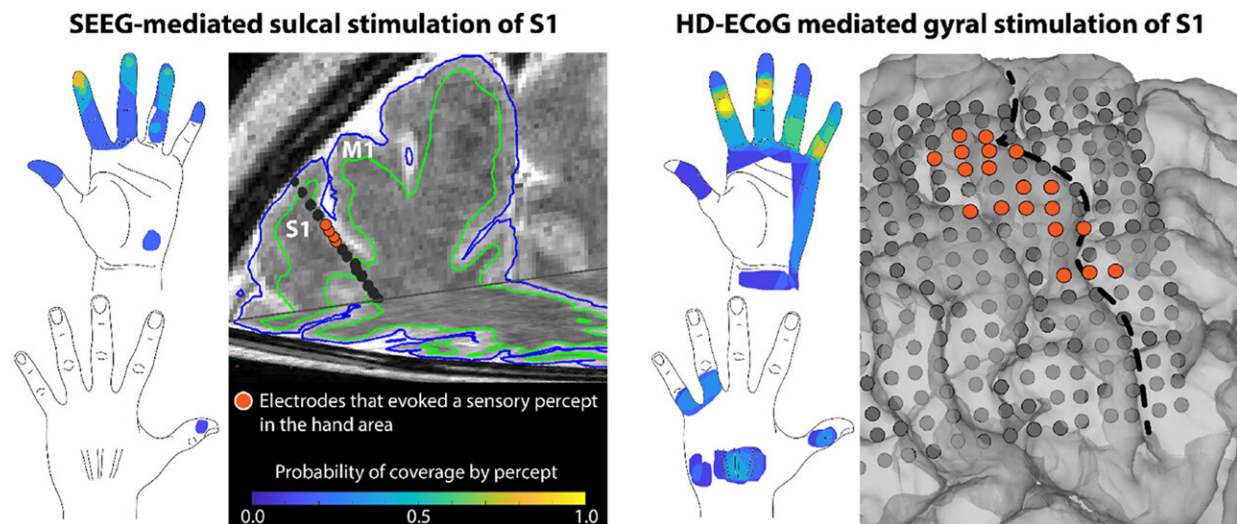 SEEG-mediated sulcal stimulation of S1
HD-ECoG mediated gyral stimulation of S1
M1
S1
Electrodes that evoked a sensory percept
in the hand area
Probability of coverage by percept
0.0 0.5 1.0